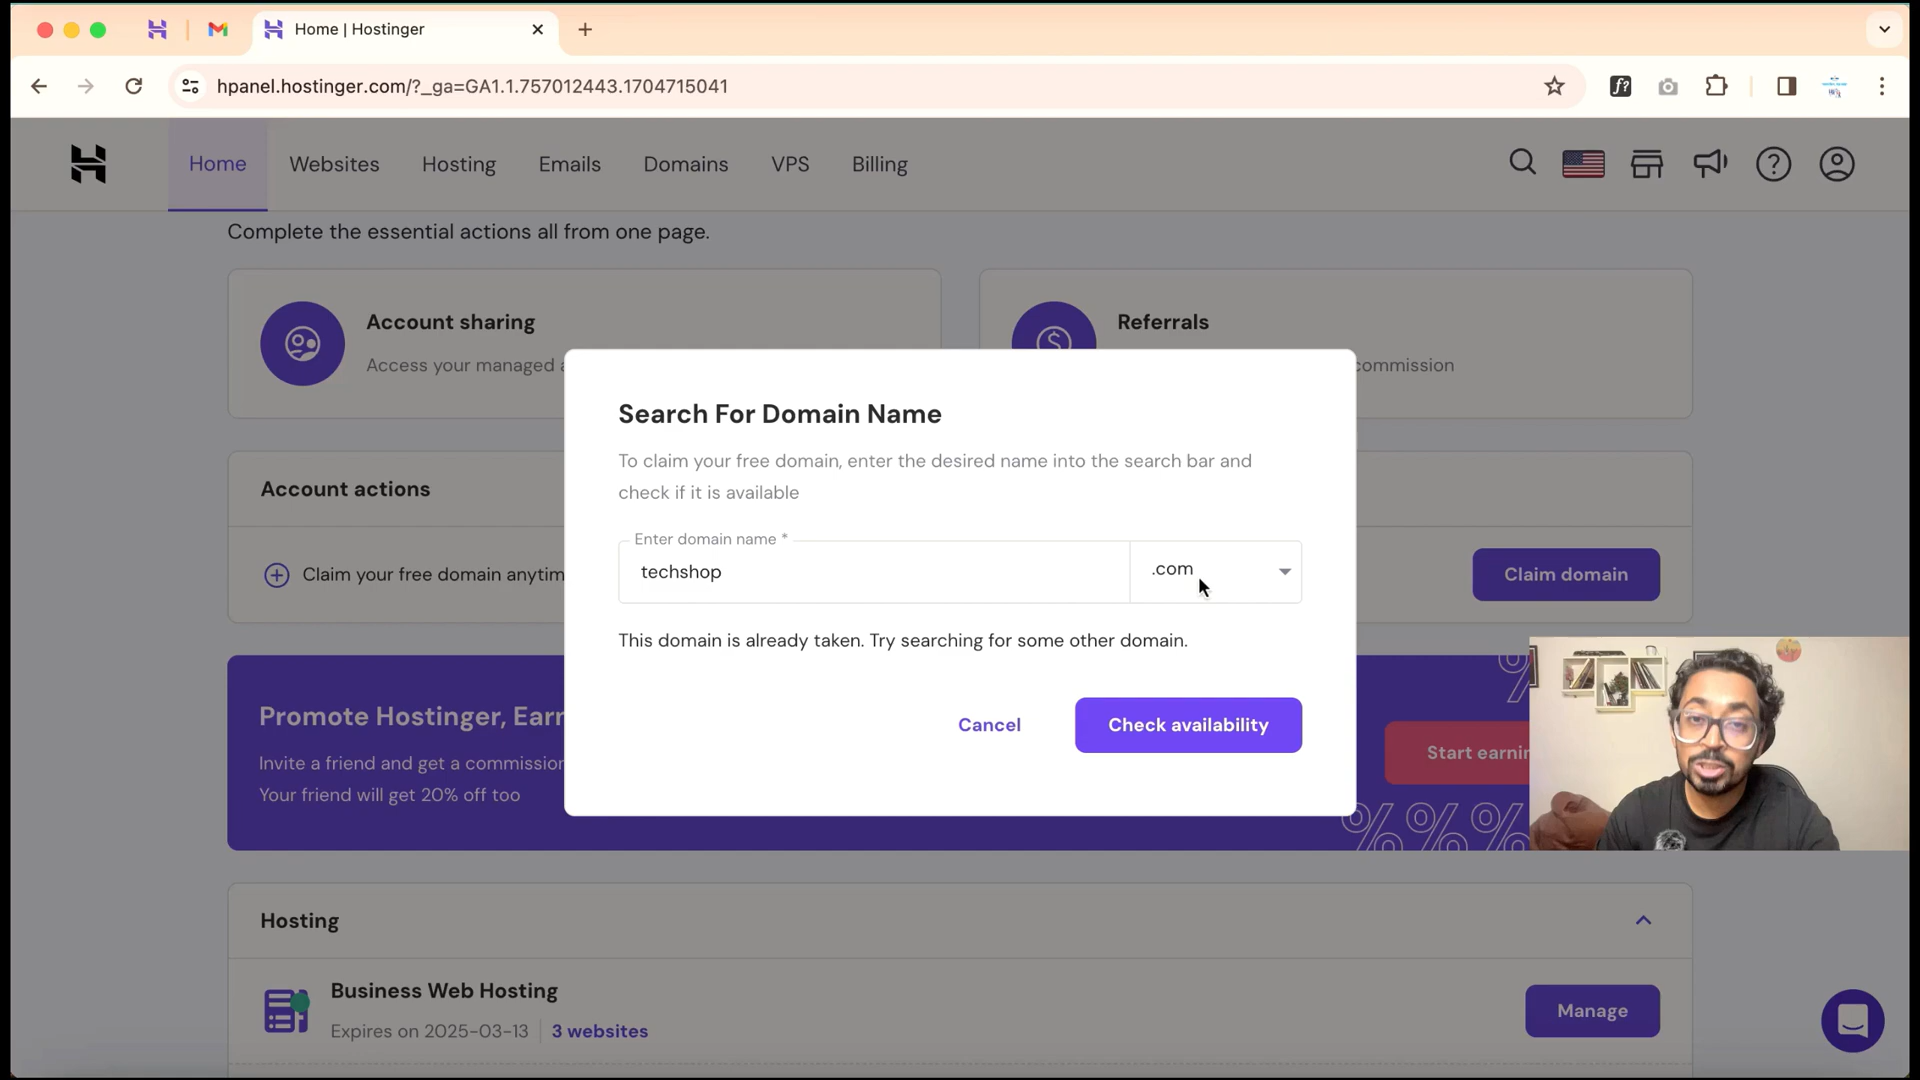 Home | Hostinger
hpanel.hostinger.com/?_ga=GA1.1.757012443.1704715041
Home Websites Hosting Emails Domains VPS Billing
Complete the essential actions all from one page.
Account sharing
Access your managed a
Referrals
commission
Search For Domain Name
To claim your free domain, enter the desired name into the search bar and
check if it is available
Enter domain name *
techshop
.com
This domain is already taken. Try searching for some other domain.
Cancel
Check availability
Account actions
Claim your free domain anytim
Claim domain
Promote Hostinger, Earn
Invite a friend and get a commission
Your friend will get 20% off too
Start earnin
%
%%%
Hosting
Business Web Hosting
Expires on 2025-03-13 3 websites
Manage